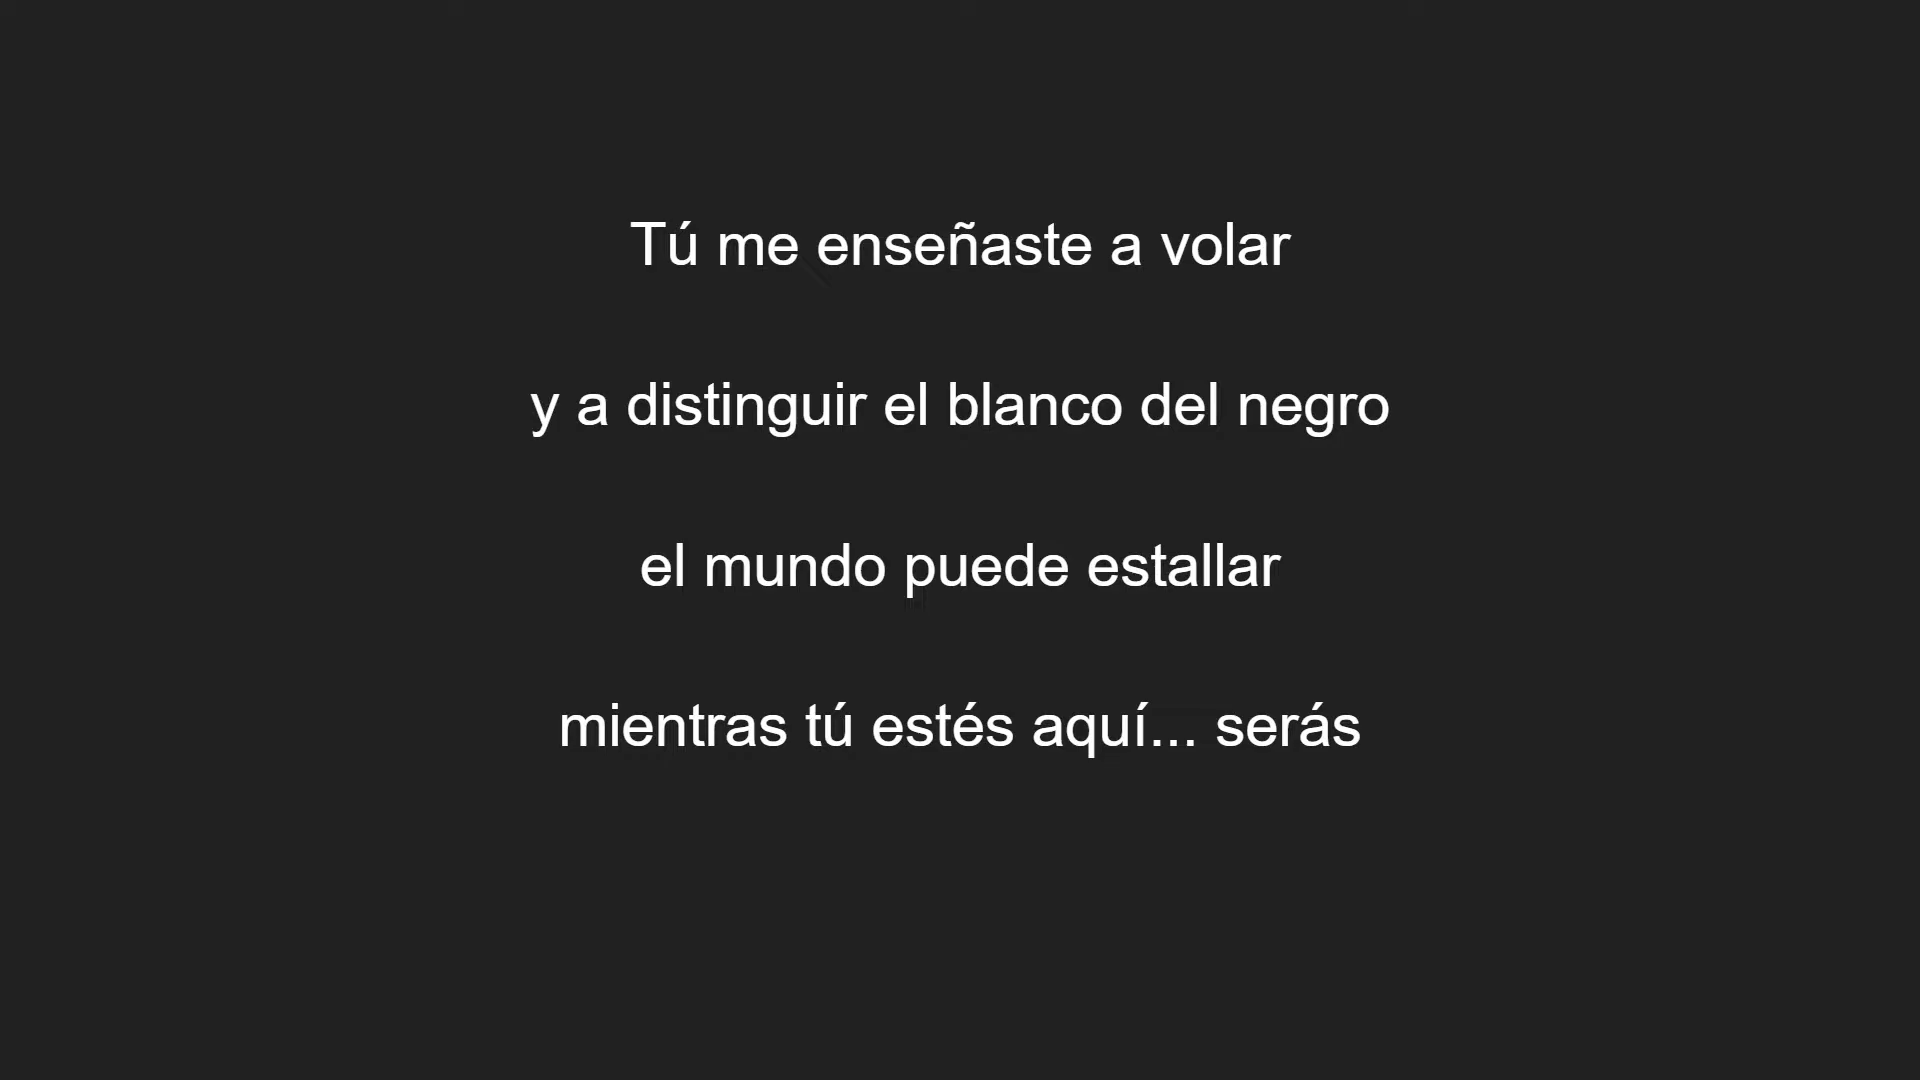 Tú me enseñaste a volar
y a distinguir el blanco del negro
el mundo puede estallar
mientras tú estés aquí... serás